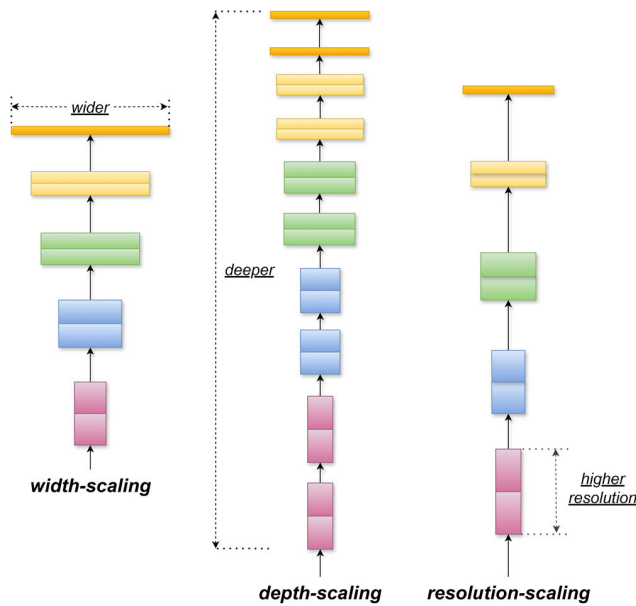 wider
deeper
higher
resolution
width-scaling
depth-scaling
resolution-scaling